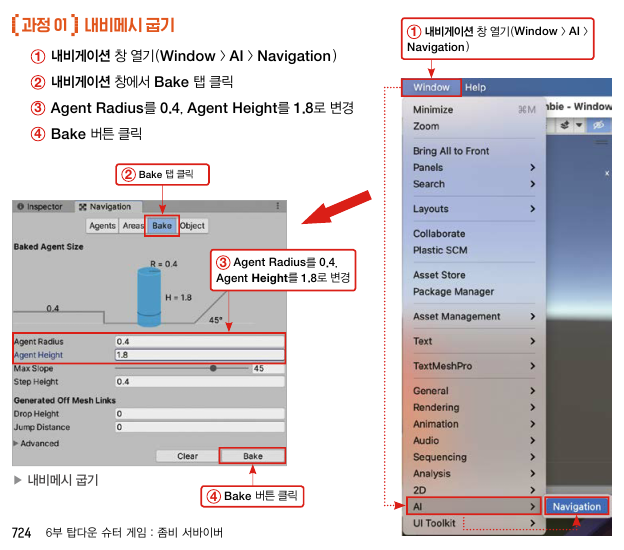 [과정 01] 내비메시 굽기
① 내비게이션 창 열기(Window > AI > Navigation)
② 내비게이션 창에서 Bake 탭 클릭
③ Agent Radius를 0.4, Agent Height를 1.8로 변경
④ Bake 버튼 클릭
② Bake 탭 클릭
Inspector Navigation
Agents Areas Bake Object
Baked Agent Size
R = 0.4
H = 1.8
0.4
45°
③ Agent Radius를 0.4,
Agent Height를 1.8로 변경
Agent Radius 0.4
Agent Height 1.8
Max Slope 45
Step Height 0.4
Generated Off Mesh Links
Drop Height 0
Jump Distance 0
Advanced
Clear Bake
▶ 내비메시 굽기
④ Bake 버튼 클릭
① 내비게이션 창 열기(Window > AI >
Navigation)
Window Help
nbie - Window
Minimize ⌘M
Zoom
Bring All to Front
Panels
Search
Layouts
Collaborate
Plastic SCM
Asset Store
Package Manager
Asset Management
Text
TextMeshPro
General
Rendering
Animation
Audio
Sequencing
Analysis
2D
AI
Navigation
UI Toolkit
724 6부 탑다운 슈터 게임 : 좀비 서바이버